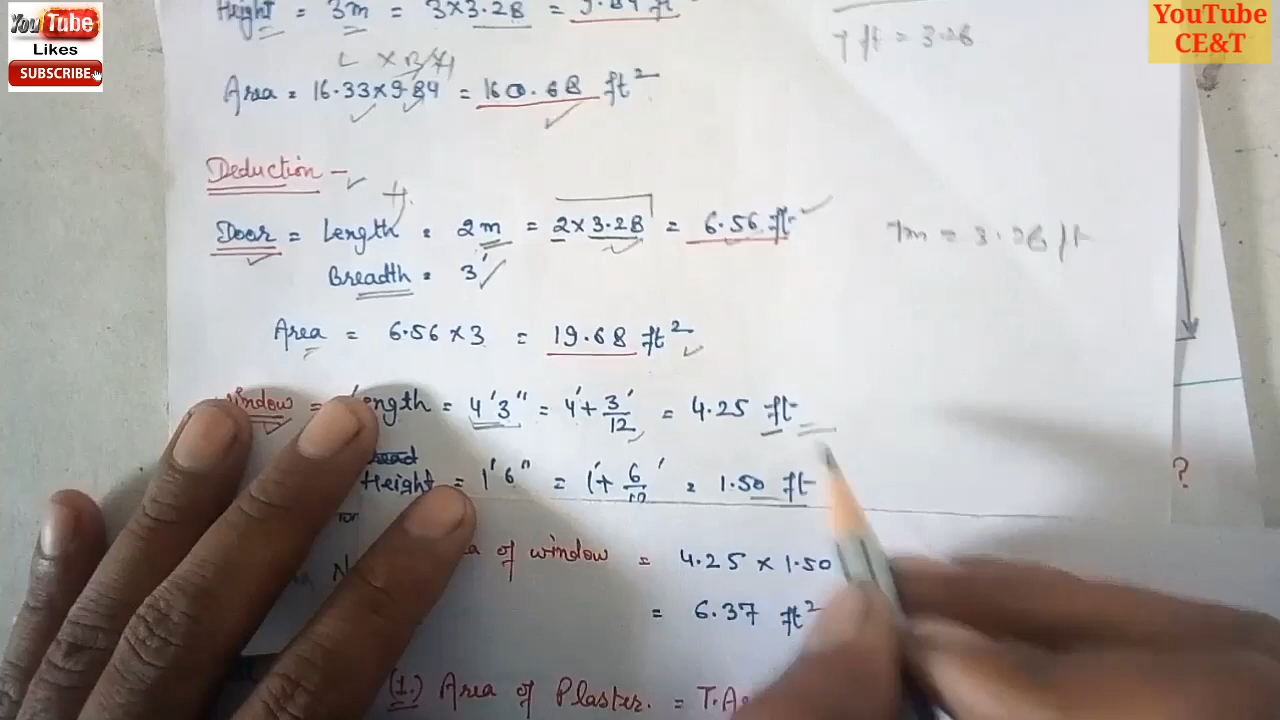 YouTube
Likes
SUBSCRIBE
YouTube
CE&T
Height = 3m = 3×3.28 = 9.84 ft
1 ft = 3.28
L × B/H
Area = 16.33×9.84 = 160.68 ft²
Deduction -
H
Door = Length = 2m = 2×3.28 = 6.56 ft
1m = 3.28 ft
Breadth = 3'
Area = 6.56×3 = 19.68 ft²
Window = Length = 4'3" = 4'+3/12' = 4.25 ft
Height = 1'6" = 1'+6/12' = 1.50 ft
?
of window = 4.25 × 1.50
= 6.37 ft²
(1.) Area of Plaster. = T.A